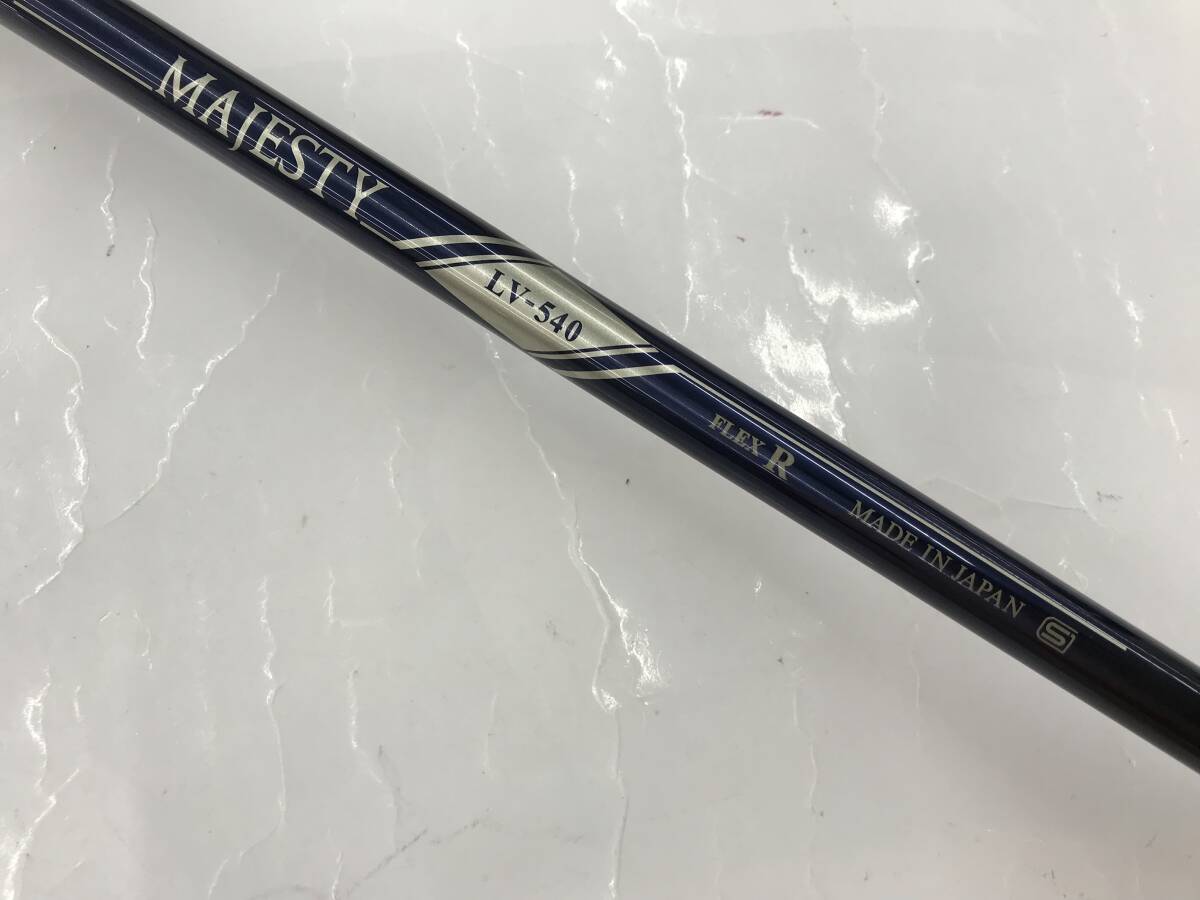 MAJESTY
LV-540
FLEX R
MADE IN JAPAN
S